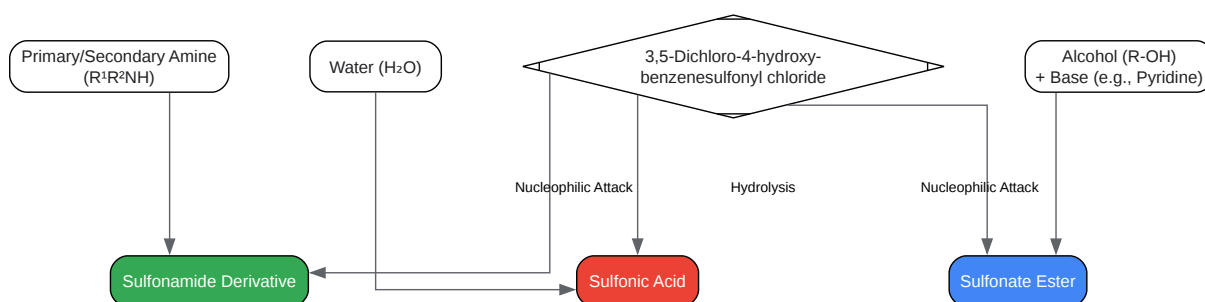 Primary/Secondary Amine
(R¹R²NH)
Water (H₂O)
3,5-Dichloro-4-hydroxy-
benzenesulfonyl chloride
Alcohol (R-OH)
+ Base (e.g., Pyridine)
Nucleophilic Attack
Hydrolysis
Nucleophilic Attack
Sulfonamide Derivative
Sulfonic Acid
Sulfonate Ester